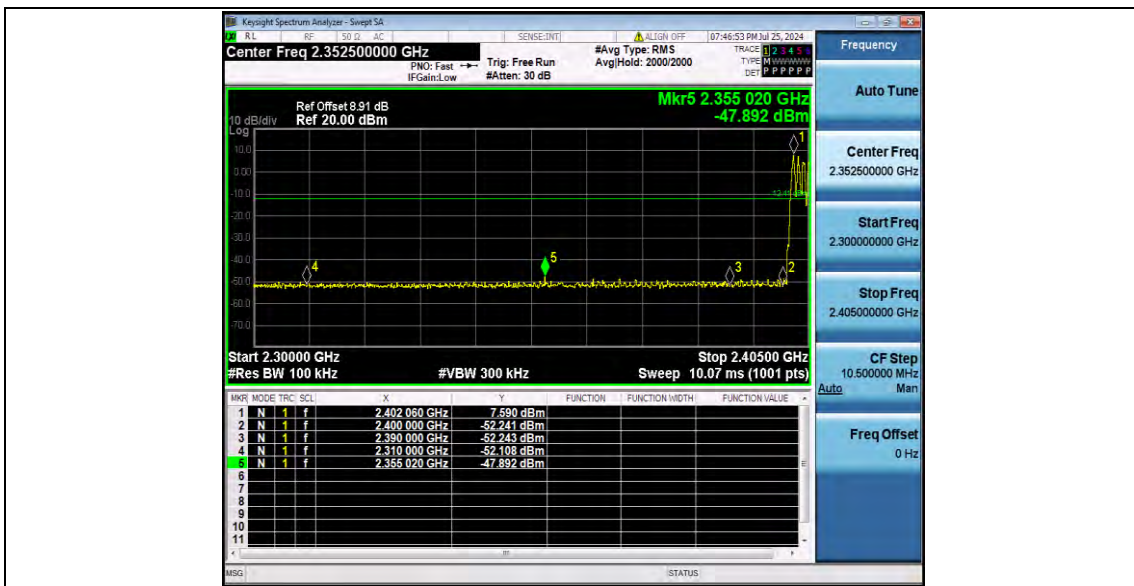 Keysight Spectrum Analyzer - Swept SA
RL RF 50 Ω AC SENSE:INT ALIGN OFF 07:46:53 PM Jul 25, 2024
Center Freq 2.352500000 GHz
PNO: Fast
IFGain:Low
Trig: Free Run
#Atten: 30 dB
#Avg Type: RMS
Avg|Hold: 2000/2000
TRACE 1 2 3 4 5 6
TYPE M WWWWW
DET P P P P P P
Ref Offset 8.91 dB
Ref 20.00 dBm
10 dB/div
Log
Mkr5 2.355 020 GHz
-47.892 dBm
10.0
0.00
-10.0
-20.0
-30.0
-40.0
-50.0
-60.0
-70.0
1
4
5
3
2
Start 2.30000 GHz
Stop 2.40500 GHz
#Res BW 100 kHz
#VBW 300 kHz
Sweep 10.07 ms (1001 pts)
MKR MODE TRC SCL X Y FUNCTION FUNCTION WIDTH FUNCTION VALUE
1 N 1 f 2.402 060 GHz 7.590 dBm
2 N 1 f 2.400 000 GHz -52.241 dBm
3 N 1 f 2.390 000 GHz -52.243 dBm
4 N 1 f 2.310 000 GHz -52.108 dBm
5 N 1 f 2.355 020 GHz -47.892 dBm
6
7
8
9
10
11
MSG
STATUS
Frequency
Auto Tune
Center Freq
2.352500000 GHz
Start Freq
2.300000000 GHz
Stop Freq
2.405000000 GHz
CF Step
10.500000 MHz
Auto Man
Freq Offset
0 Hz